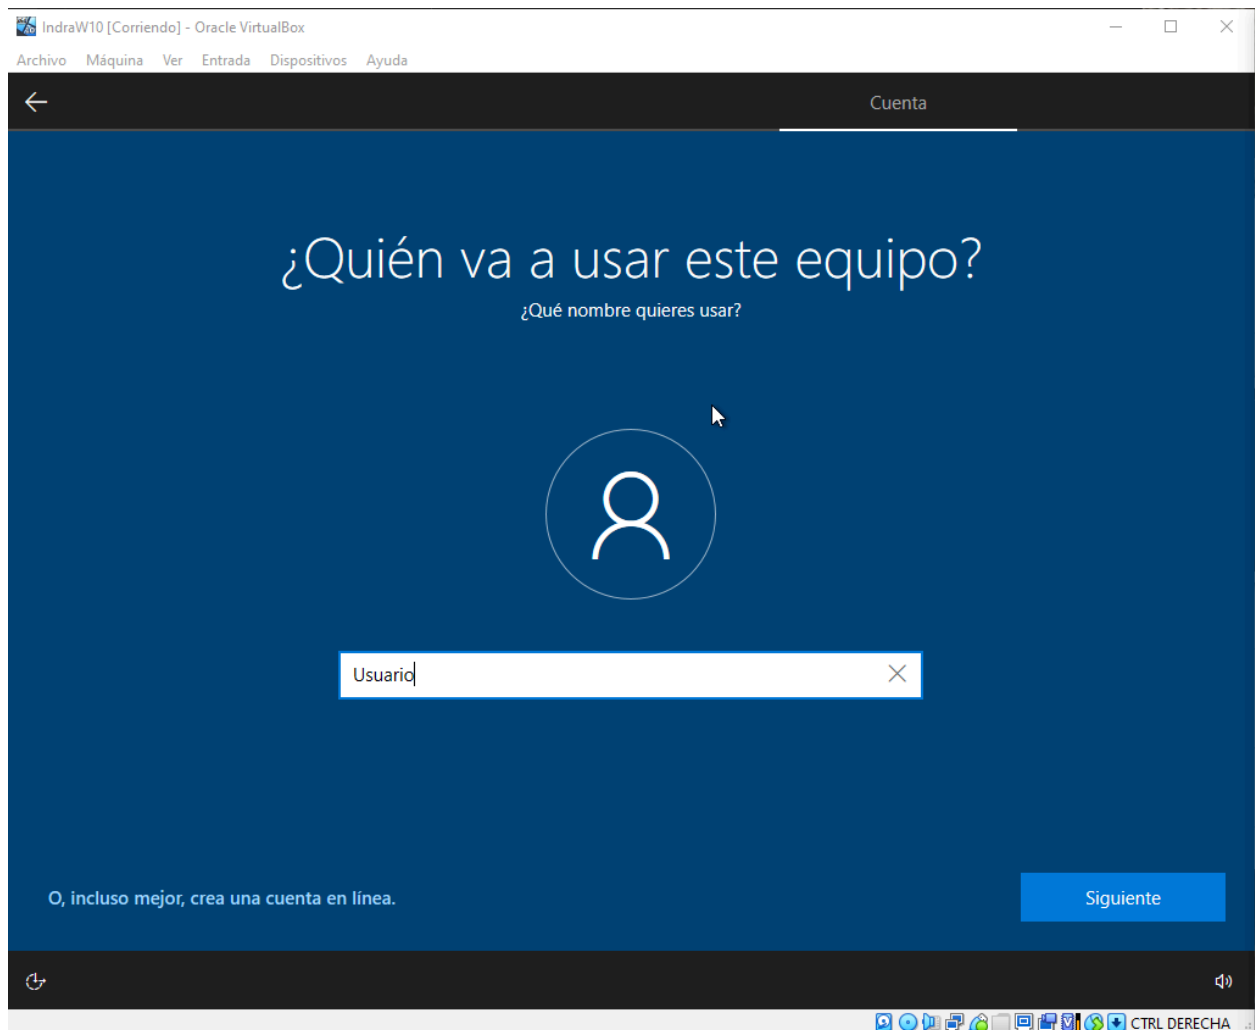 IndraW10 [Corriendo] - Oracle VirtualBox
Archivo Máquina Ver Entrada Dispositivos Ayuda
Cuenta
¿Quién va a usar este equipo?
¿Qué nombre quieres usar?
Usuario
O, incluso mejor, crea una cuenta en línea.
Siguiente
CTRL DERECHA